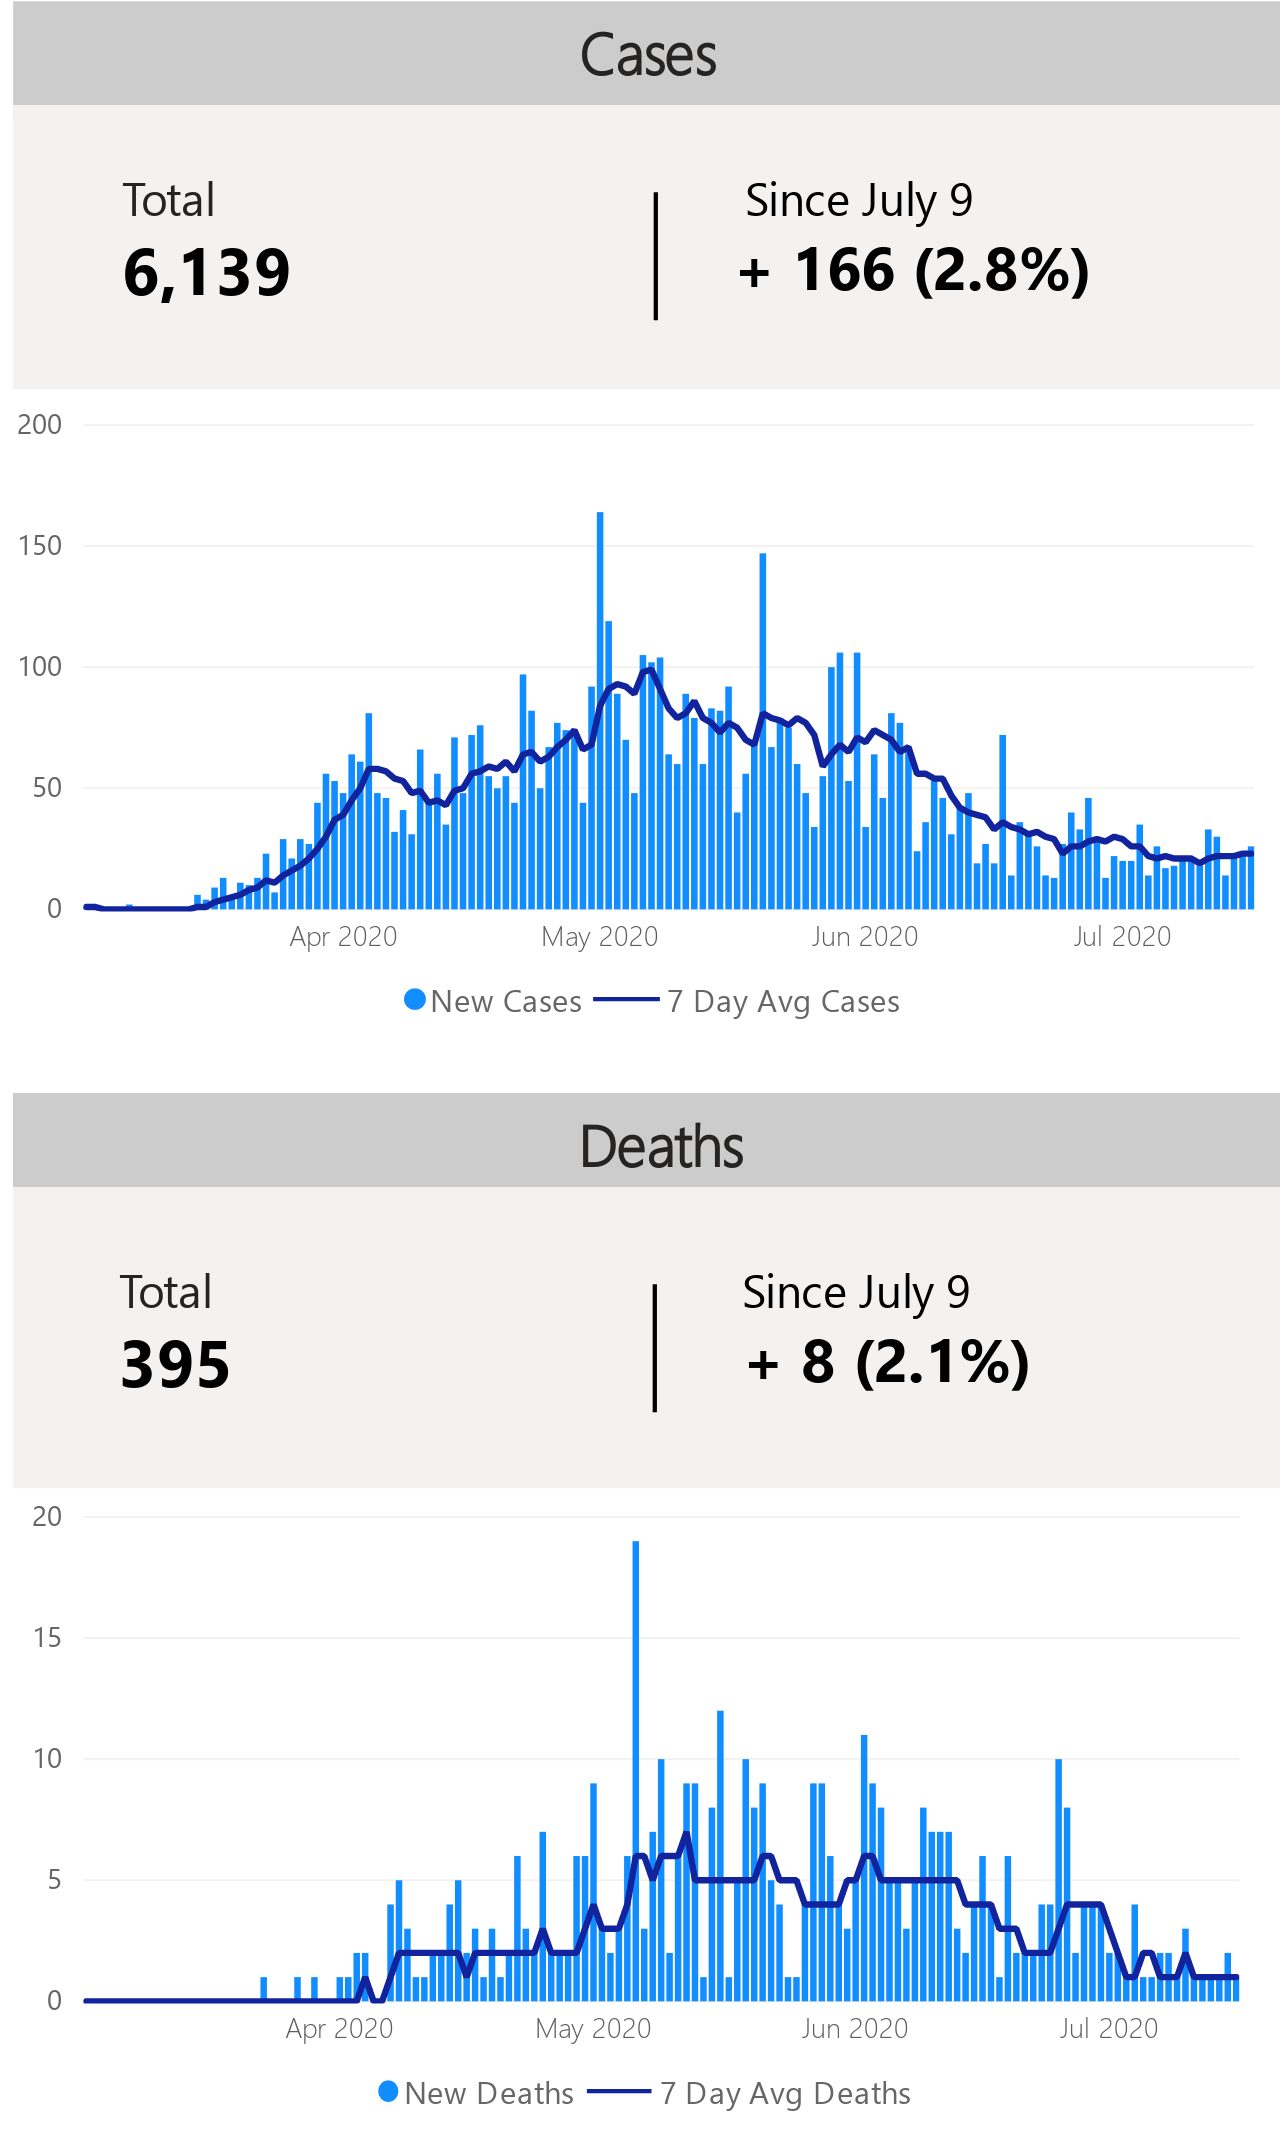 Cases
Total
Since July 9
6,139
+ 166 (2.8%)
200
150
100
50
0
Apr 2020
May 2020
Jun 2020
Jul 2020
New Cases
7 Day Avg Cases
Deaths
Total
Since July 9
395
+ 8 (2.1%)
20
15
10
5
0
Apr 2020
May 2020
Jun 2020
Jul 2020
New Deaths
7 Day Avg Deaths